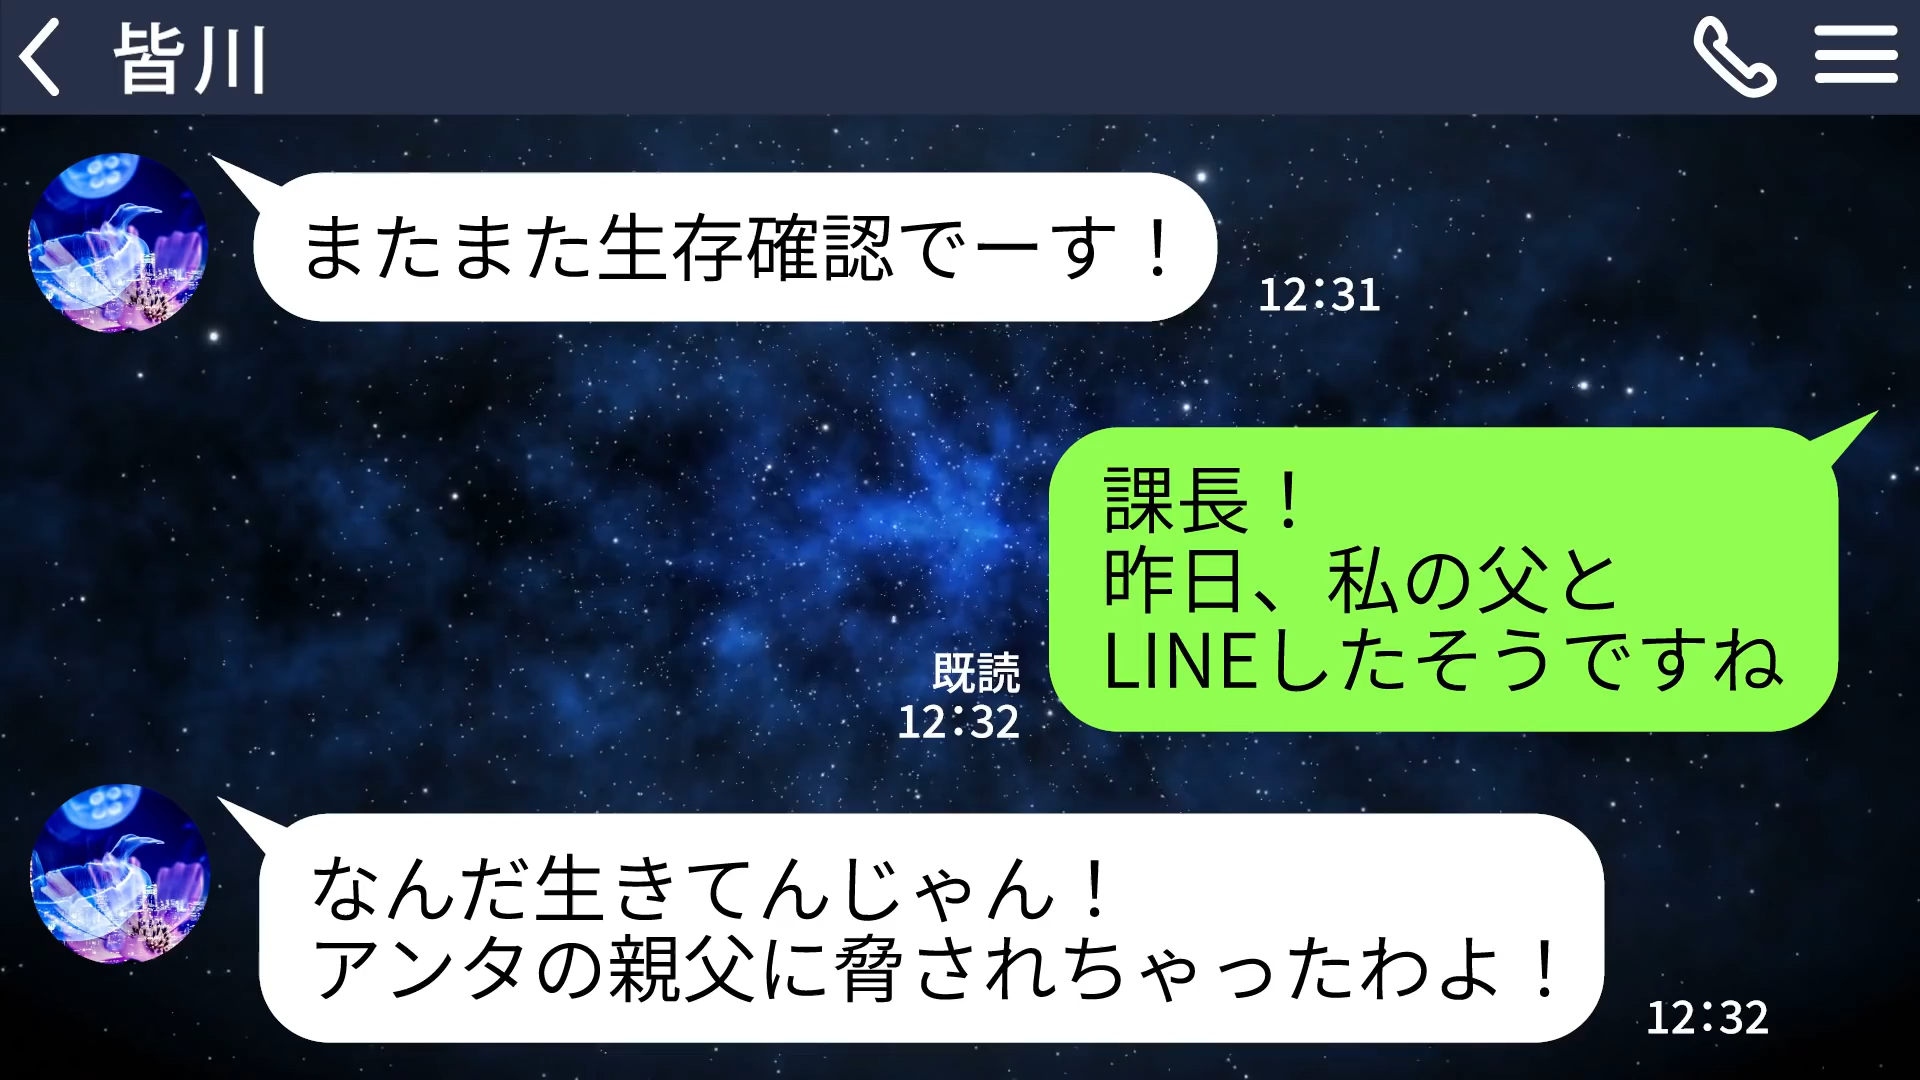 皆川
またまた生存確認でーす！
12:31
課長！
昨日、私の父と
LINEしたそうですね
既読
12:32
なんだ生きてんじゃん！
アンタの親父に脅されちゃったわよ！
12:32